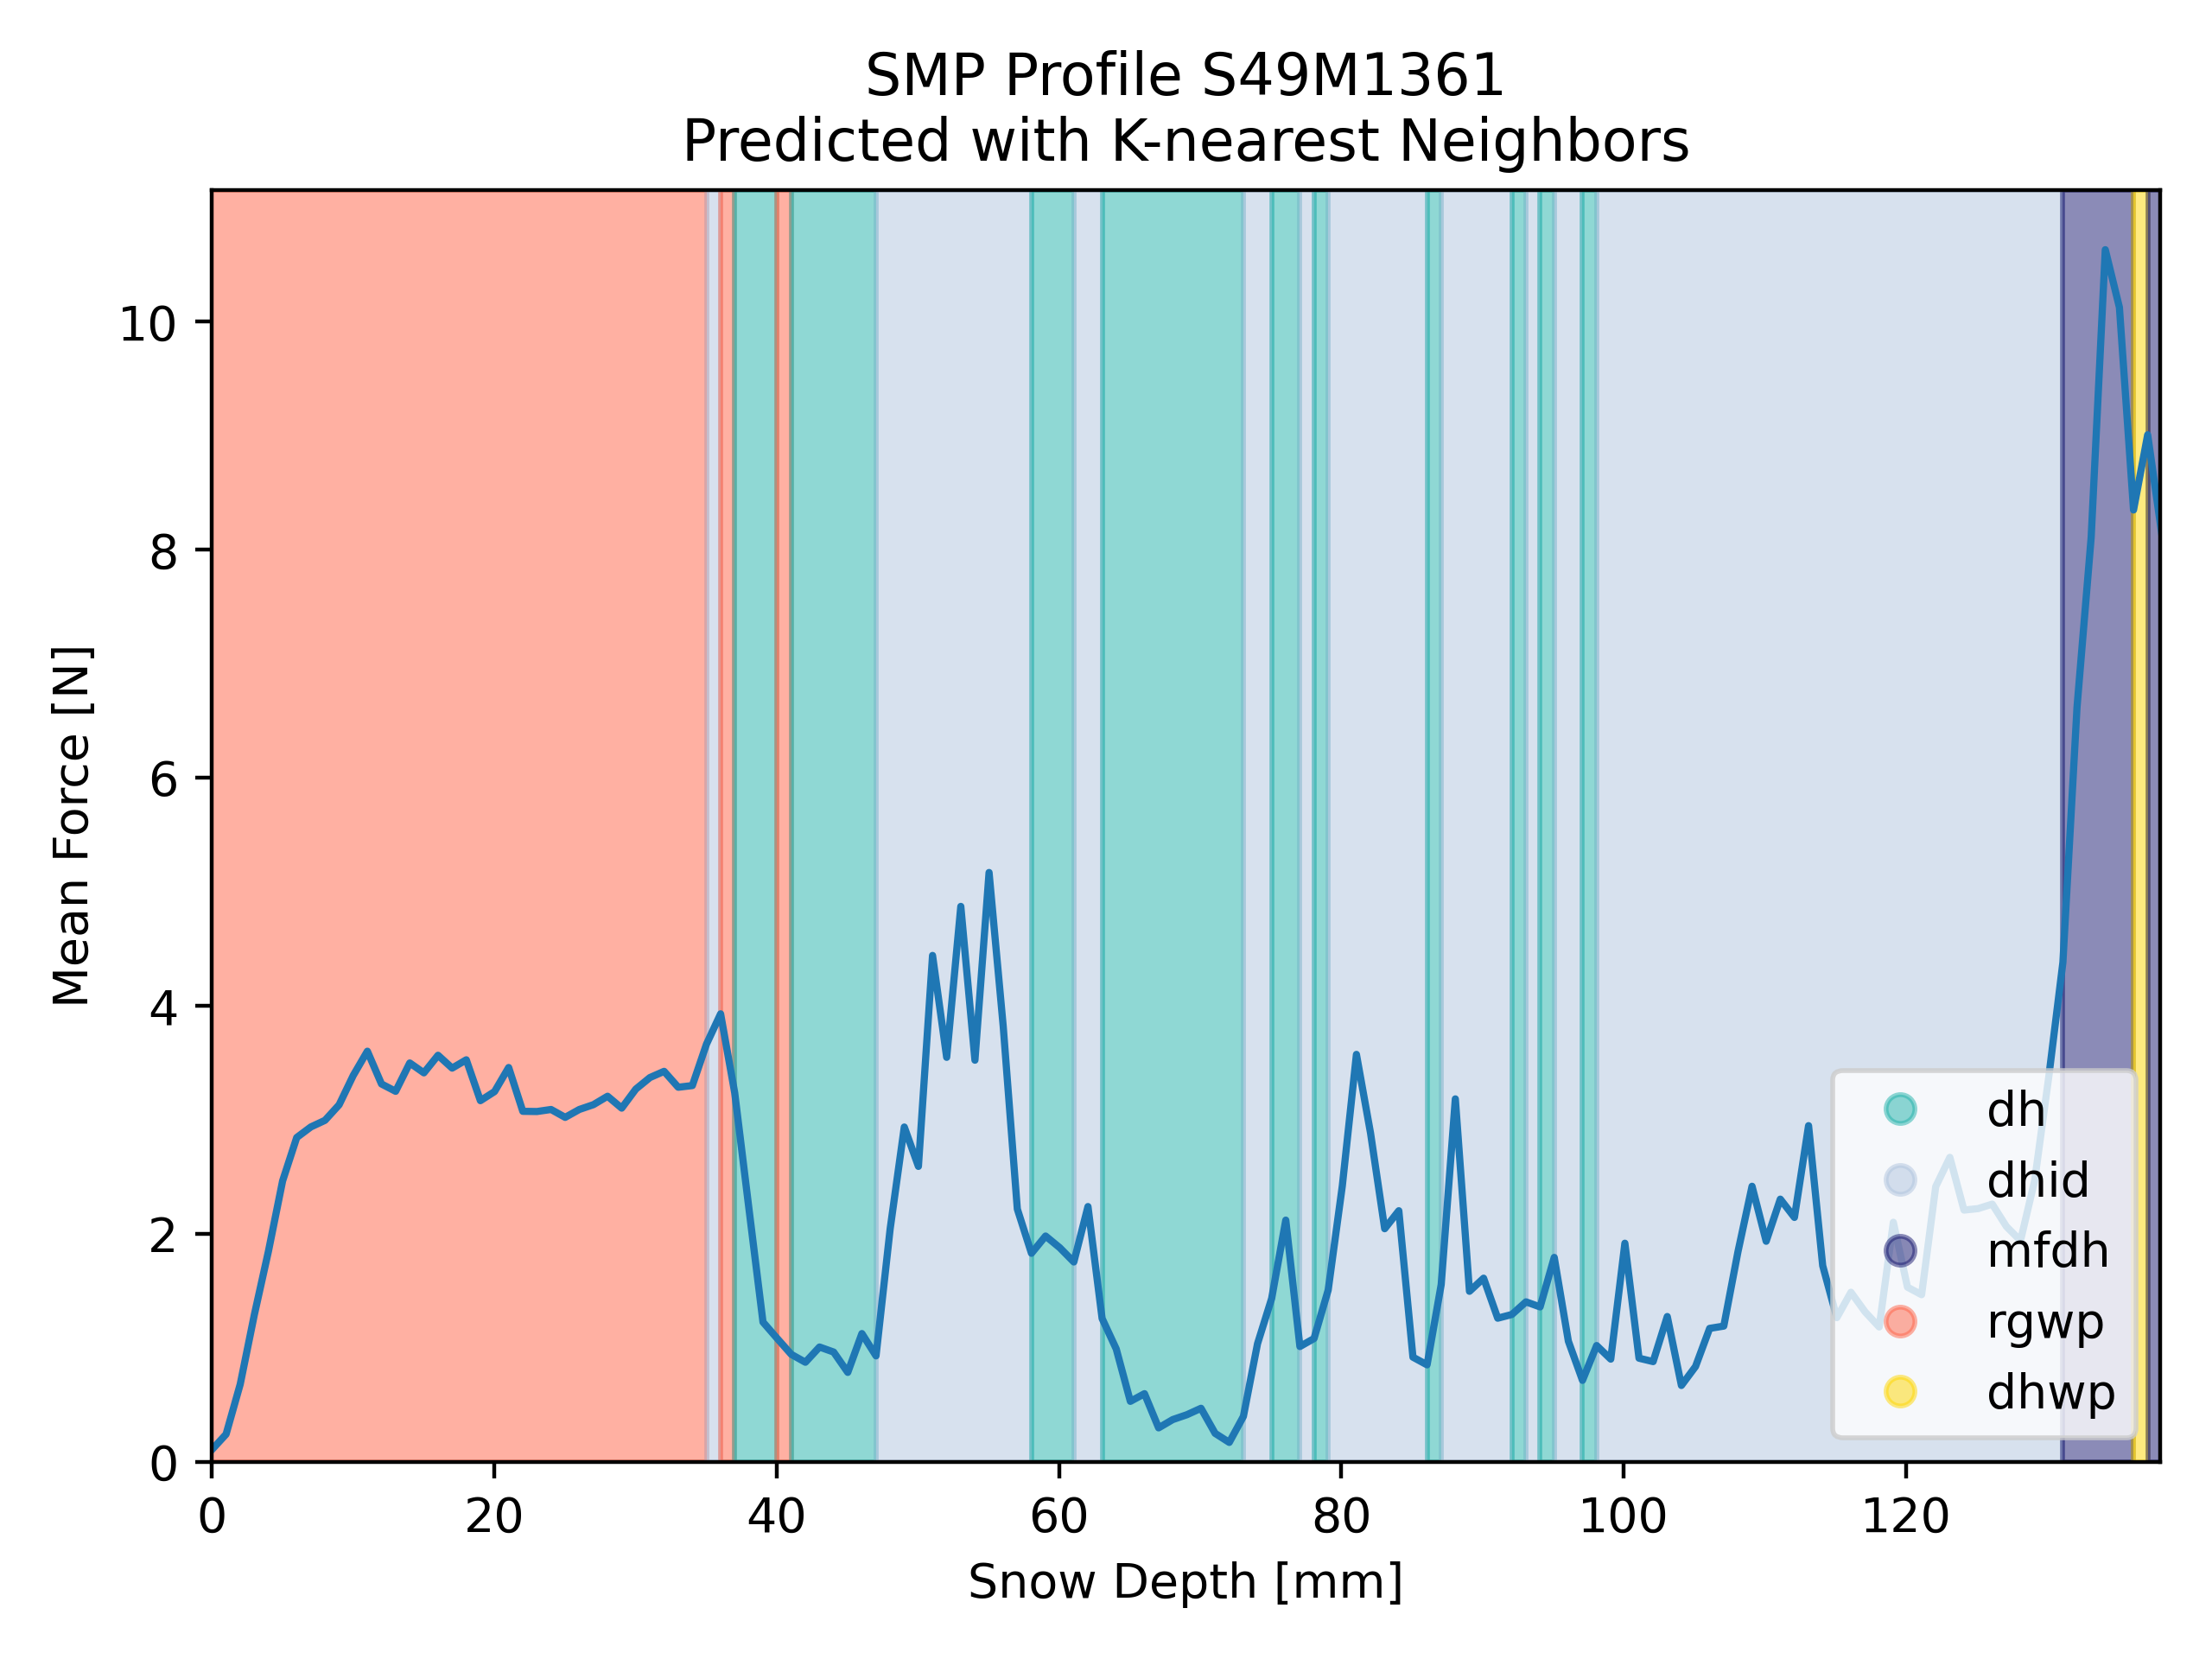 SMP Profile S49M1361
Predicted with K-nearest Neighbors
Mean Force [N]
10
8
6
4
2
0
0 20 40 60 80 100 120
Snow Depth [mm]
dh
dhid
mfdh
rgwp
dhwp